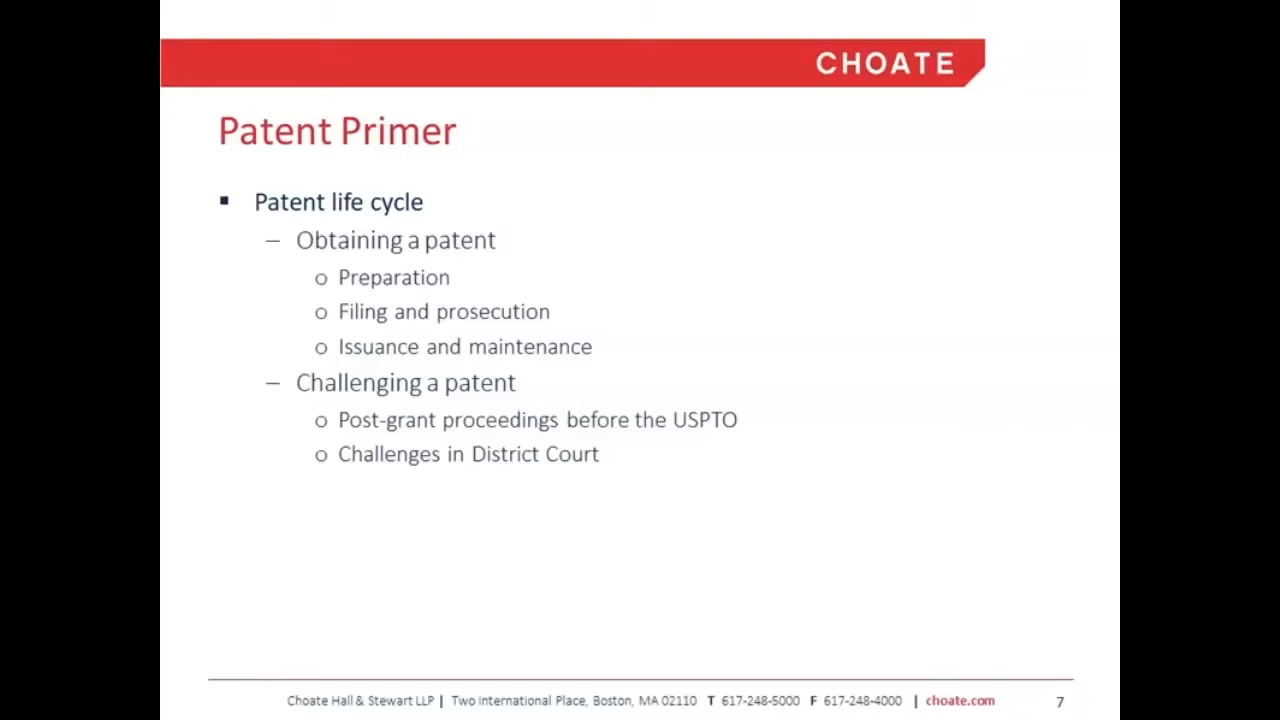 CHOATE
Patent Primer
▪ Patent life cycle
– Obtaining a patent
o Preparation
o Filing and prosecution
o Issuance and maintenance
– Challenging a patent
o Post-grant proceedings before the USPTO
o Challenges in District Court
Choate Hall & Stewart LLP | Two International Place, Boston, MA 02110 T 617-248-5000 F 617-248-4000 | choate.com 7